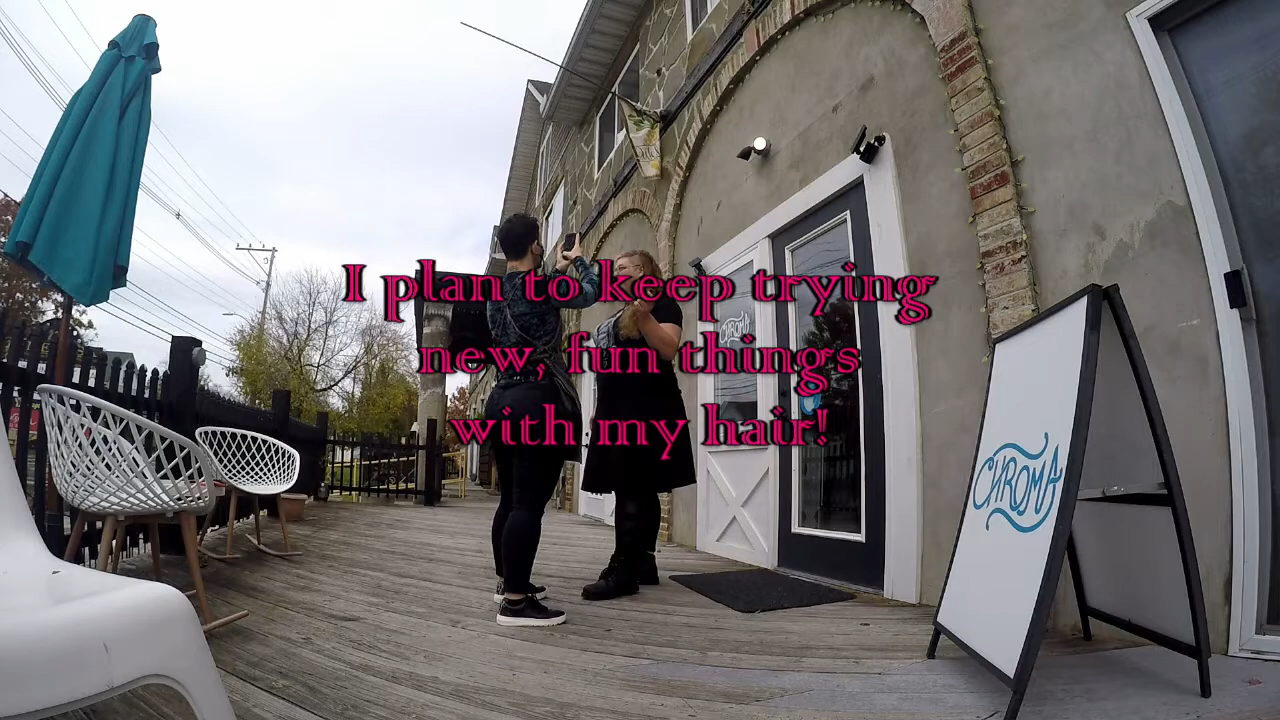 I plan to keep trying
new, fun things
with my hair!
CHROMA
CHROMA